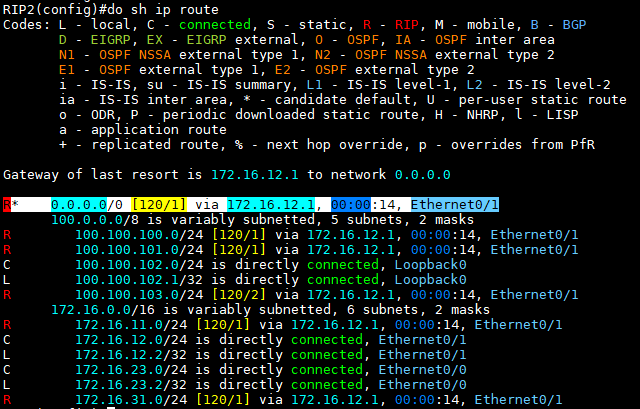 RIP2(config)#do sh ip route
Codes: L - local, C - connected, S - static, R - RIP, M - mobile, B - BGP
D - EIGRP, EX - EIGRP external, O - OSPF, IA - OSPF inter area
N1 - OSPF NSSA external type 1, N2 - OSPF NSSA external type 2
E1 - OSPF external type 1, E2 - OSPF external type 2
i - IS-IS, su - IS-IS summary, L1 - IS-IS level-1, L2 - IS-IS level-2
ia - IS-IS inter area, * - candidate default, U - per-user static route
o - ODR, P - periodic downloaded static route, H - NHRP, l - LISP
a - application route
+ - replicated route, % - next hop override, p - overrides from PfR
Gateway of last resort is 172.16.12.1 to network 0.0.0.0
R* 0.0.0.0/0 [120/1] via 172.16.12.1, 00:00:14, Ethernet0/1
100.0.0.0/8 is variably subnetted, 5 subnets, 2 masks
R 100.100.100.0/24 [120/1] via 172.16.12.1, 00:00:14, Ethernet0/1
R 100.100.101.0/24 [120/1] via 172.16.12.1, 00:00:14, Ethernet0/1
C 100.100.102.0/24 is directly connected, Loopback0
L 100.100.102.1/32 is directly connected, Loopback0
R 100.100.103.0/24 [120/2] via 172.16.12.1, 00:00:14, Ethernet0/1
172.16.0.0/16 is variably subnetted, 6 subnets, 2 masks
R 172.16.11.0/24 [120/1] via 172.16.12.1, 00:00:14, Ethernet0/1
C 172.16.12.0/24 is directly connected, Ethernet0/1
L 172.16.12.2/32 is directly connected, Ethernet0/1
C 172.16.23.0/24 is directly connected, Ethernet0/0
L 172.16.23.2/32 is directly connected, Ethernet0/0
R 172.16.31.0/24 [120/1] via 172.16.12.1, 00:00:14, Ethernet0/1